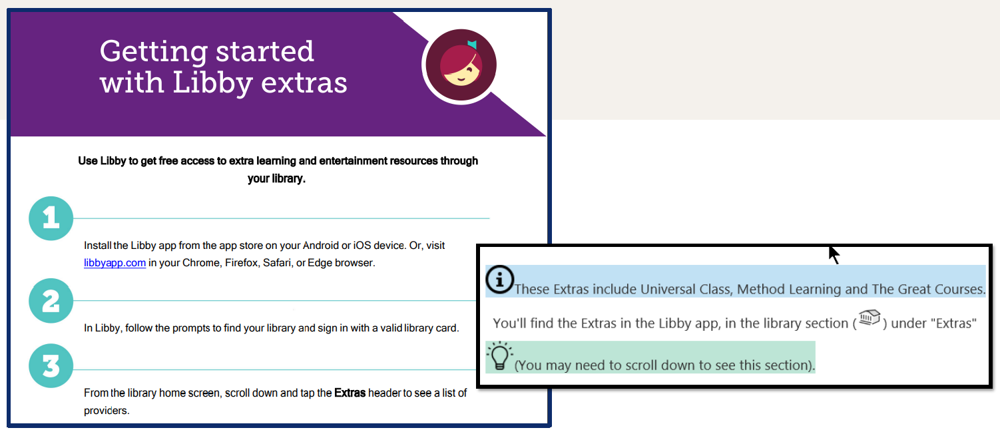 Getting started
with Libby extras
Use Libby to get free access to extra learning and entertainment resources through
your library.
1
Install the Libby app from the app store on your Android or iOS device. Or, visit
libbyapp.com in your Chrome, Firefox, Safari, or Edge browser.
2
In Libby, follow the prompts to find your library and sign in with a valid library card.
3
From the library home screen, scroll down and tap the Extras header to see a list of
providers.
These Extras include Universal Class, Method Learning and The Great Courses.
You'll find the Extras in the Libby app, in the library section ( ) under "Extras"
(You may need to scroll down to see this section).